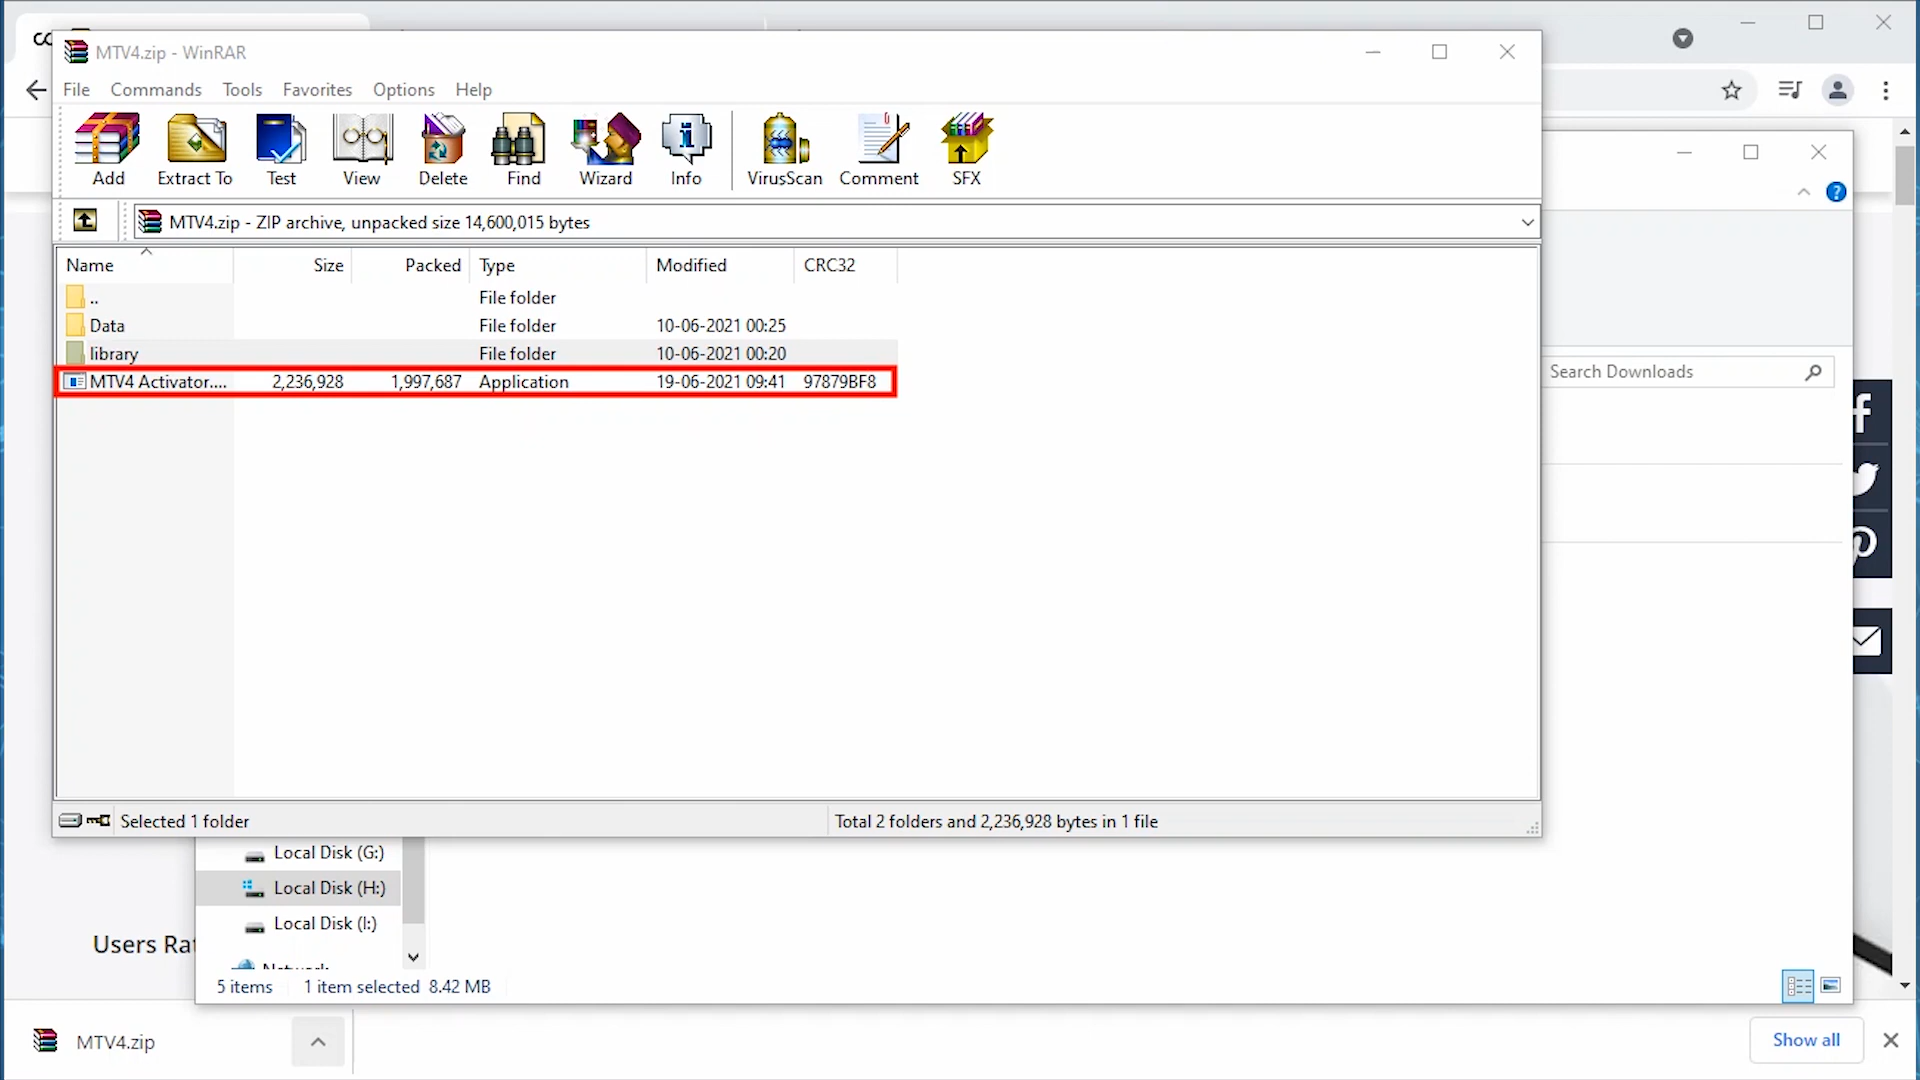 MTV4.zip - WinRAR
File Commands Tools Favorites Options Help
Add Extract To Test View Delete Find Wizard Info VirusScan Comment SFX
MTV4.zip - ZIP archive, unpacked size 14,600,015 bytes
Name Size Packed Type Modified CRC32
.. File folder
Data File folder 10-06-2021 00:25
library File folder 10-06-2021 00:20
MTV4 Activator.... 2,236,928 1,997,687 Application 19-06-2021 09:41 97879BF8
Search Downloads
Selected 1 folder Total 2 folders and 2,236,928 bytes in 1 file
Local Disk (G:)
Local Disk (H:)
Local Disk (I:)
Users Rat
Network
5 items 1 item selected 8.42 MB
MTV4.zip Show all